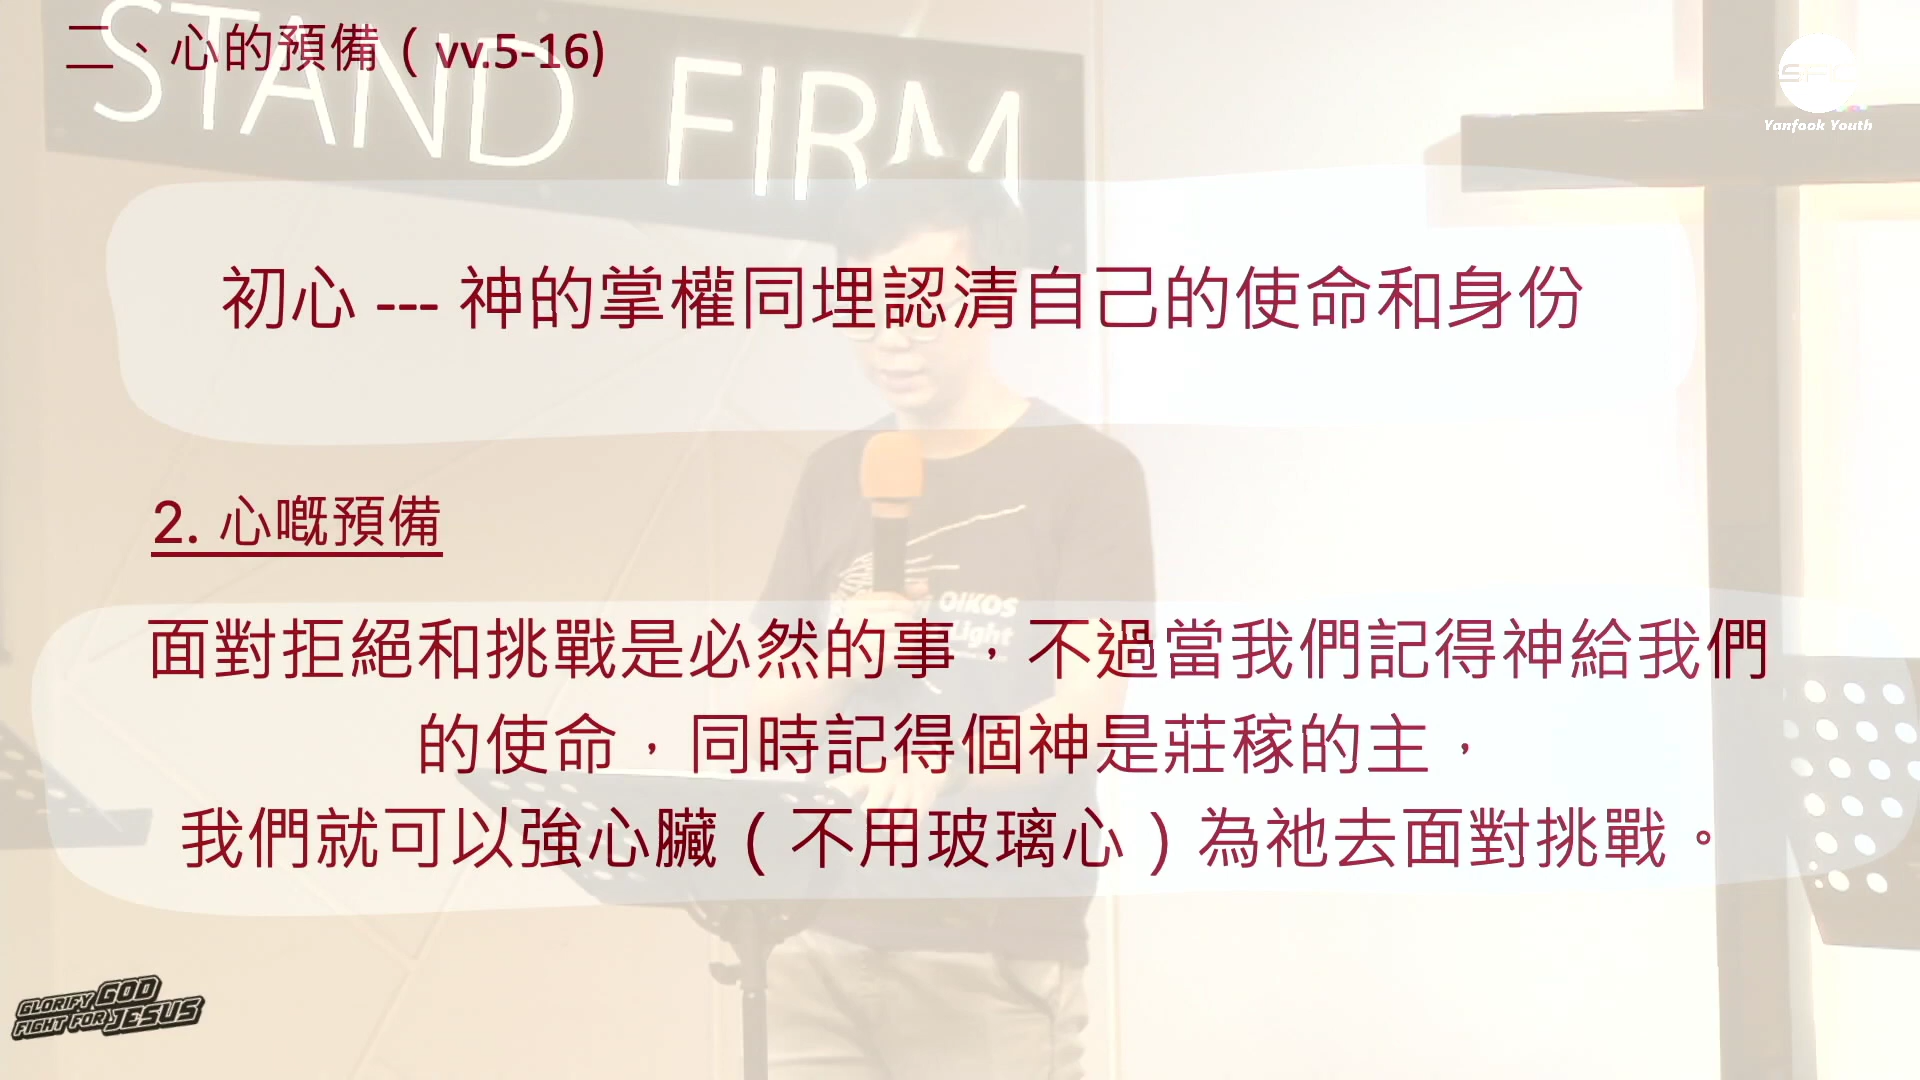 二、心的預備（vv.5-16)
STAND FIRM
Yanfook Youth
初心 --- 神的掌權同埋認清自己的使命和身份
2. 心嘅預備
OIKOS
Light
面對拒絕和挑戰是必然的事，不過當我們記得神給我們
的使命，同時記得個神是莊稼的主，
我們就可以強心臟（不用玻璃心）為祂去面對挑戰。
GLORIFY GOD
FIGHT FOR JESUS